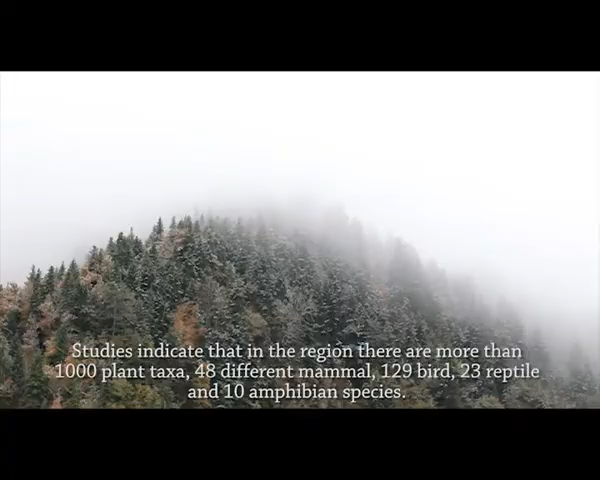 Studies indicate that in the region there are more than
1000 plant taxa, 48 different mammal, 129 bird, 23 reptile
and 10 amphibian species.